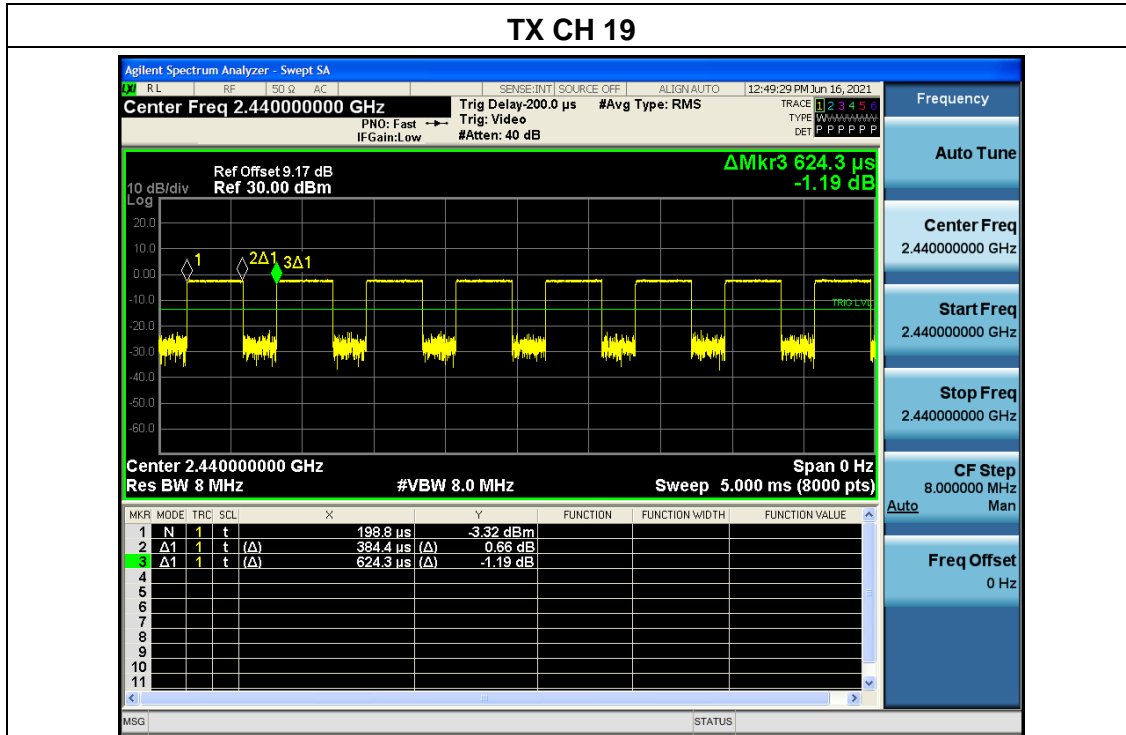 TX CH 19
Agilent Spectrum Analyzer - Swept SA
LXI RL RF 50 Ω AC SENSE:INT SOURCE OFF ALIGN AUTO 12:49:29 PM Jun 16, 2021
Center Freq 2.440000000 GHz
PNO: Fast
IFGain:Low
Trig Delay-200.0 µs #Avg Type: RMS
Trig: Video
#Atten: 40 dB
TRACE 1 2 3 4 5 6
TYPE WWWWWW
DET P P P P P P
Frequency
Auto Tune
Center Freq
2.440000000 GHz
Start Freq
2.440000000 GHz
Stop Freq
2.440000000 GHz
CF Step
8.000000 MHz
Auto Man
Freq Offset
0 Hz
ΔMkr3 624.3 µs
-1.19 dB
Ref Offset 9.17 dB
10 dB/div Ref 30.00 dBm
Log
20.0
10.0
0.00
-10.0
-20.0
-30.0
-40.0
-50.0
-60.0
1
2Δ1
3Δ1
TRIG LVL
Center 2.440000000 GHz Span 0 Hz
Res BW 8 MHz #VBW 8.0 MHz Sweep 5.000 ms (8000 pts)
MKR MODE TRC SCL X Y FUNCTION FUNCTION WIDTH FUNCTION VALUE
1 N 1 t 198.8 µs -3.32 dBm
2 Δ1 1 t (Δ) 384.4 µs (Δ) 0.66 dB
3 Δ1 1 t (Δ) 624.3 µs (Δ) -1.19 dB
4
5
6
7
8
9
10
11
MSG STATUS